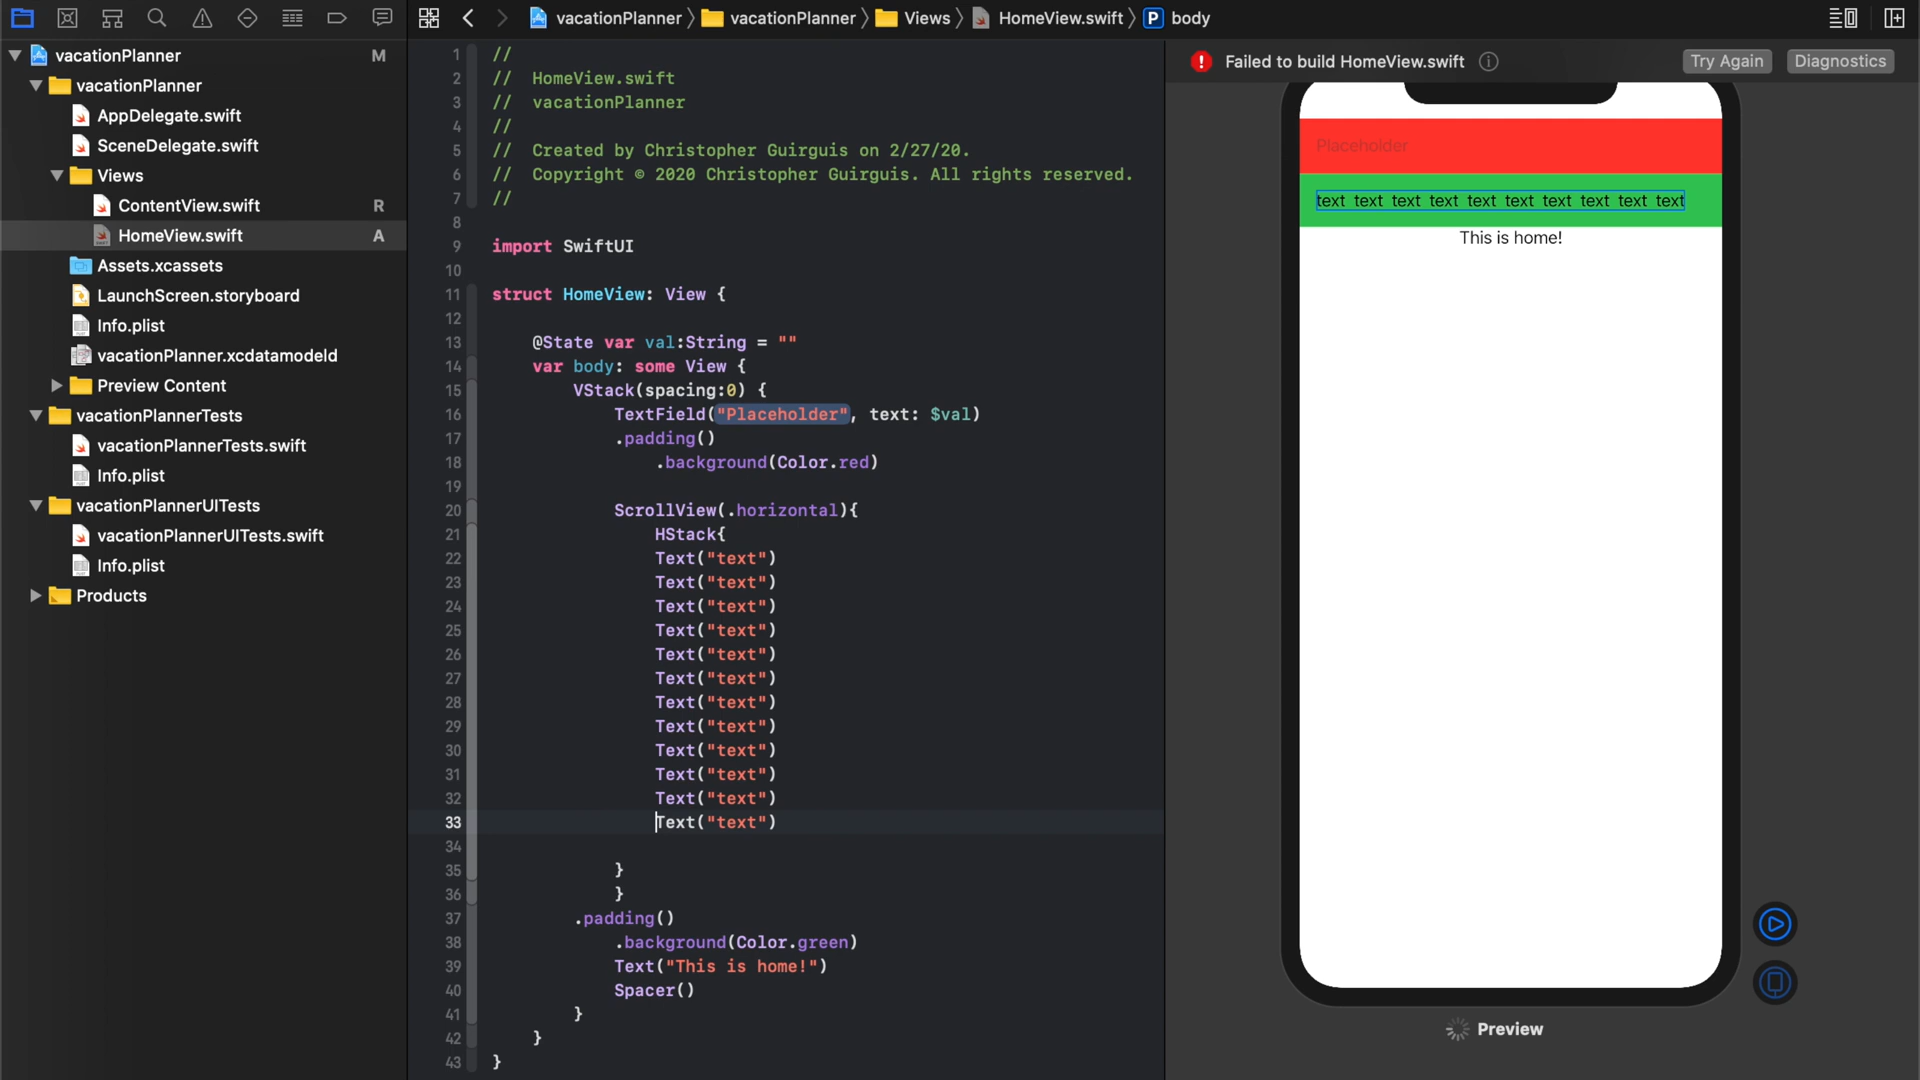 vacationPlanner
vacationPlanner
Views
HomeView.swift
P
body
vacationPlanner
M
vacationPlanner
AppDelegate.swift
SceneDelegate.swift
Views
ContentView.swift
R
HomeView.swift
A
Assets.xcassets
LaunchScreen.storyboard
Info.plist
vacationPlanner.xcdatamodeld
Preview Content
vacationPlannerTests
vacationPlannerTests.swift
Info.plist
vacationPlannerUITests
vacationPlannerUITests.swift
Info.plist
Products
1 //
2 // HomeView.swift
3 // vacationPlanner
4 //
5 // Created by Christopher Guirguis on 2/27/20.
6 // Copyright © 2020 Christopher Guirguis. All rights reserved.
7 //
8
9 import SwiftUI
10
11 struct HomeView: View {
12
13 @State var val:String = ""
14 var body: some View {
15 VStack(spacing:0) {
16 TextField("Placeholder", text: $val)
17 .padding()
18 .background(Color.red)
19
20 ScrollView(.horizontal){
21 HStack{
22 Text("text")
23 Text("text")
24 Text("text")
25 Text("text")
26 Text("text")
27 Text("text")
28 Text("text")
29 Text("text")
30 Text("text")
31 Text("text")
32 Text("text")
33 Text("text")
34
35 }
36 }
37 .padding()
38 .background(Color.green)
39 Text("This is home!")
40 Spacer()
41 }
42 }
43 }
Failed to build HomeView.swift
Try Again
Diagnostics
Placeholder
text text text text text text text text text text
This is home!
Preview